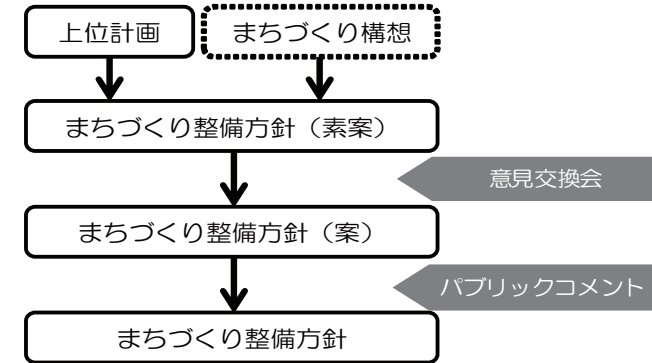 上位計画
まちづくり構想
まちづくり整備方針（素案）
意見交換会
まちづくり整備方針（案）
パブリックコメント
まちづくり整備方針